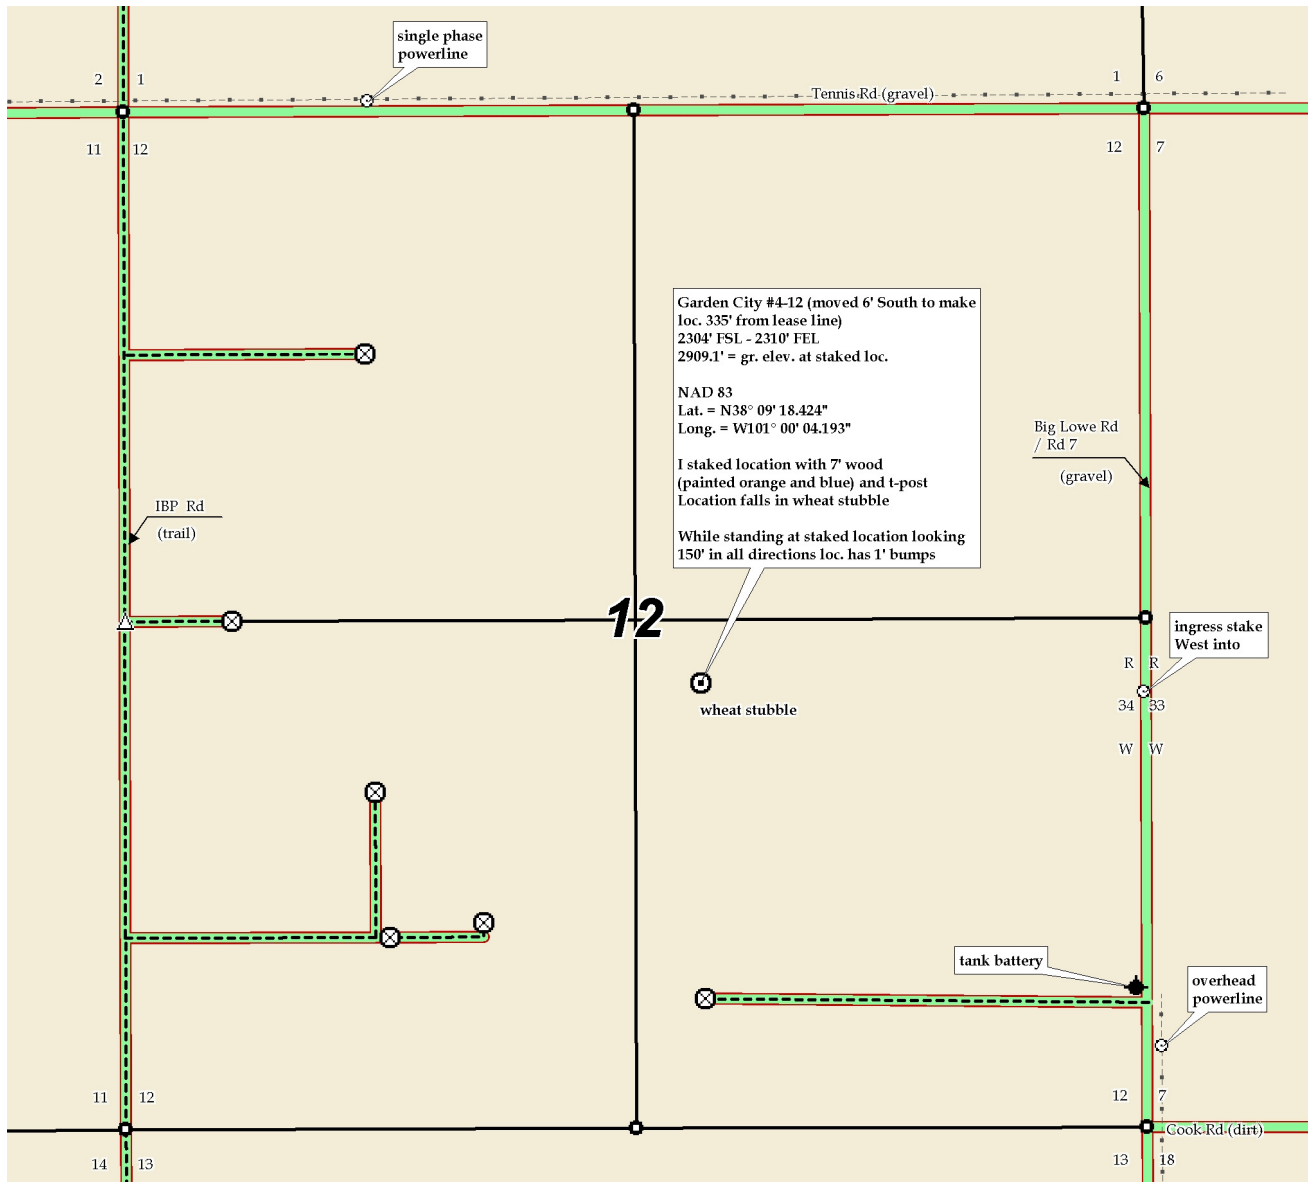 single phase
powerline
2 1
1 6
Tennis Rd (gravel)
11 12
12 7
Garden City #4-12 (moved 6' South to make
loc. 335' from lease line)
2304' FSL - 2310' FEL
2909.1' = gr. elev. at staked loc.
NAD 83
Lat. = N38° 09' 18.424"
Long. = W101° 00' 04.193"
I staked location with 7' wood
(painted orange and blue) and t-post
Location falls in wheat stubble
While standing at staked location looking
150' in all directions loc. has 1' bumps
Big Lowe Rd
/ Rd 7
(gravel)
IBP Rd
(trail)
12
ingress stake
West into
R R
34 33
W W
wheat stubble
tank battery
overhead
powerline
11 12
12 7
Cook Rd (dirt)
14 13
13 18